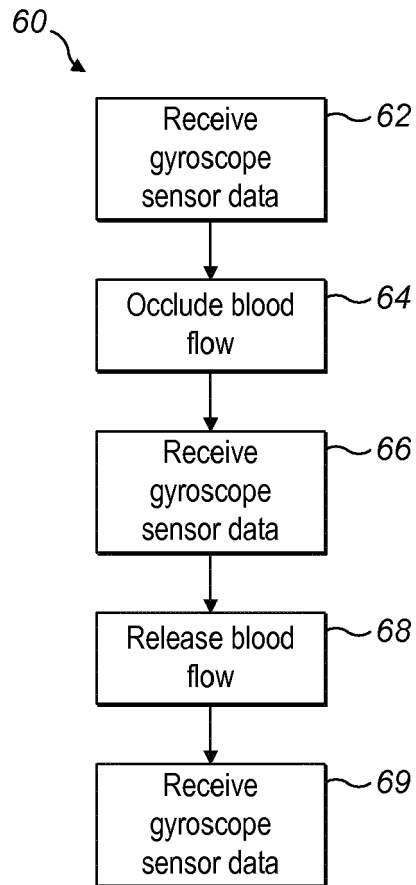 60
Receive
gyroscope
sensor data
62
Occlude blood
flow
64
Receive
gyroscope
sensor data
66
Release blood
flow
68
Receive
gyroscope
sensor data
69